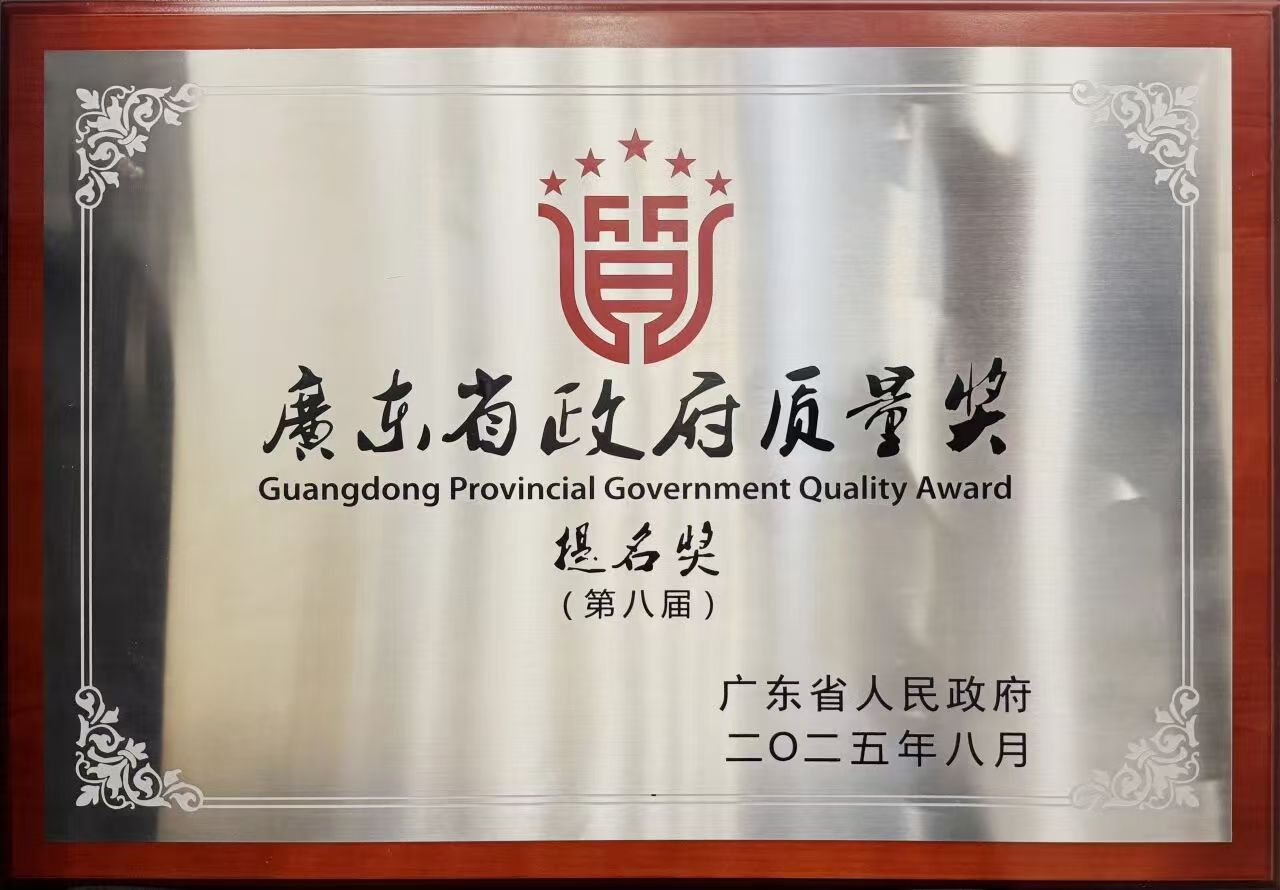 廣东省政府质量奖
Guangdong Provincial Government Quality Award
提名奖
（第八届）
广东省人民政府
二〇二五年八月